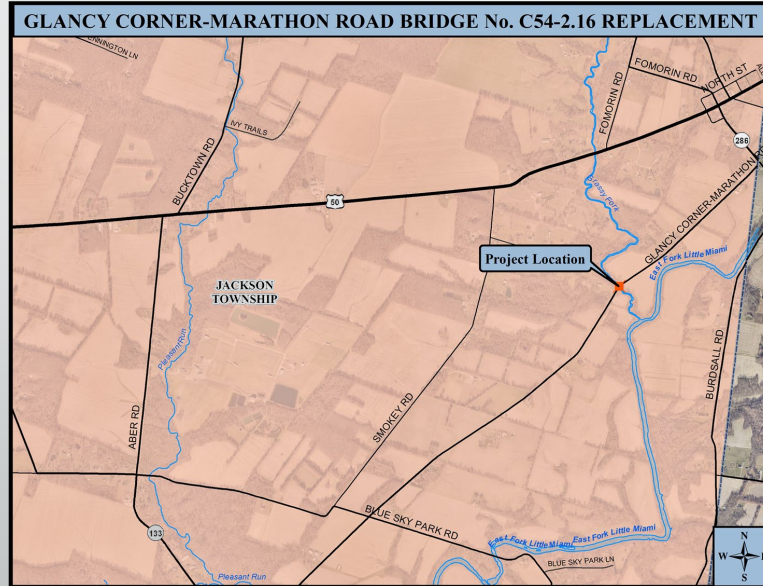 GLANCY CORNER-MARATHON ROAD BRIDGE No. C54-2.16 REPLACEMENT
NNINGTON LN
FOMORIN RD
NORTH ST
IVY TRAILS
FOMORIN RD
BUCKTOWN RD
286
50
Glassy Fork
GLANCY CORNER-MARATHON R
Project Location
East Fork Little Miami
JACKSON
TOWNSHIP
Pleasant Run
BURDSALL RD
ABER RD
SMOKEY RD
133
BLUE SKY PARK RD
East Fork Little Miami
East Fork Little Miami
BLUE SKY PARK LN
Pleasant Run
N
W
S